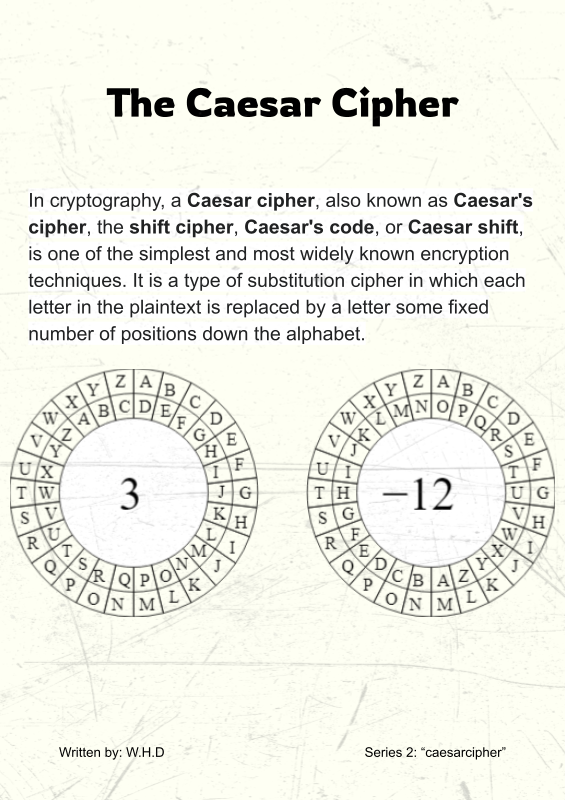 The Caesar Cipher
In cryptography, a Caesar cipher, also known as Caesar's
cipher, the shift cipher, Caesar's code, or Caesar shift,
is one of the simplest and most widely known encryption
techniques. It is a type of substitution cipher in which each
letter in the plaintext is replaced by a letter some fixed
number of positions down the alphabet.
A B C D E F G H I J K L M N O P Q R S T U V W X Y Z
D E F G H I J K L M N O P Q R S T U V W X Y Z A B C
3
A B C D E F G H I J K L M N O P Q R S T U V W X Y Z
O P Q R S T U V W X Y Z A B C D E F G H I J K L M N
−12
Written by: W.H.D
Series 2: “caesarcipher”